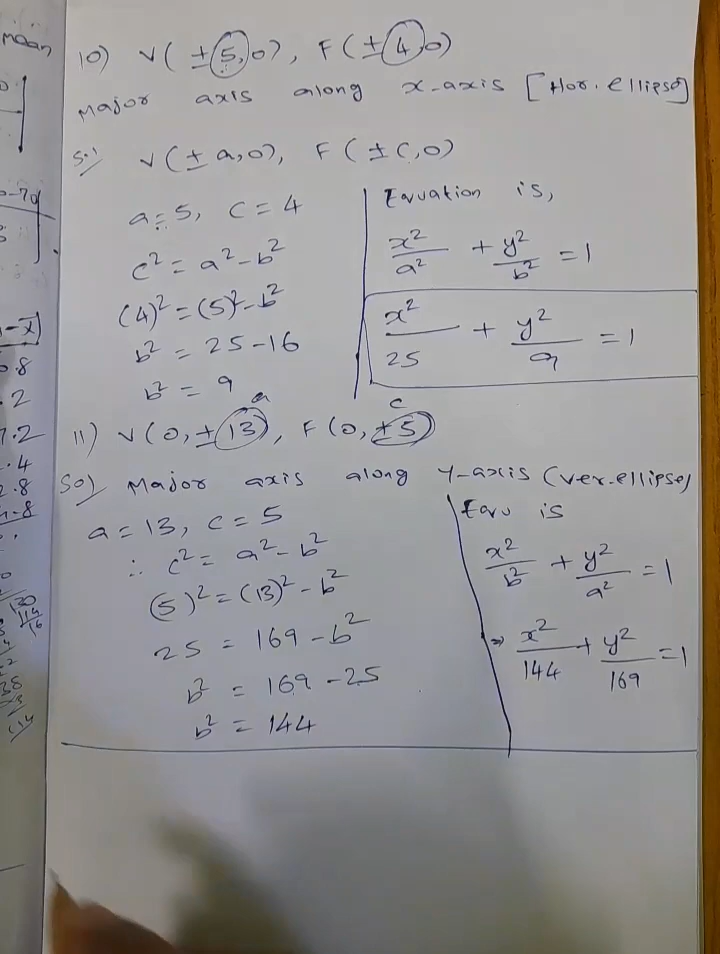 mean
10) V(±5,0), F(±4,0)
Major axis along x-axis [Hor. ellipse]
Sol V(±a,0), F(±c,0)
a=5, c=4
c² = a²-b²
(4)² = (5)²-b²
b² = 25-16
b² = 9
Equation is,
x²/a² + y²/b² = 1
x²/25 + y²/9 = 1
a c
11) V(0,±13), F(0,±5)
Sol Major axis along y-axis (ver.ellipse)
a=13, c=5
∴ c² = a²-b²
(5)² = (13)²-b²
25 = 169-b²
b² = 169-25
b² = 144
Equ is
x²/b² + y²/a² = 1
⇒ x²/144 + y²/169 = 1